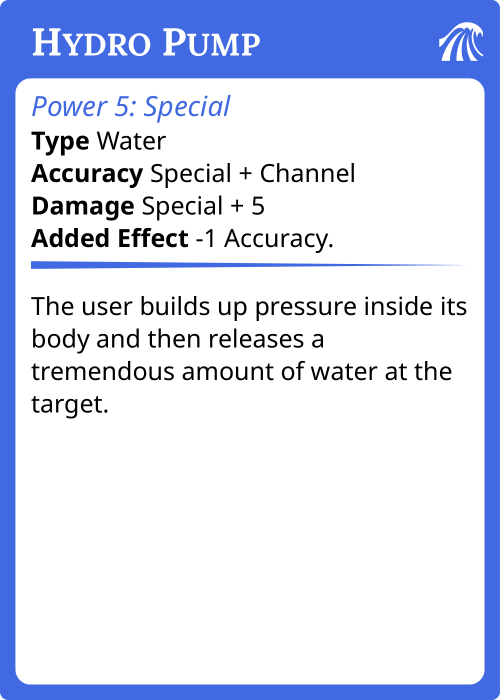 Hydro Pump
Power 5: Special
Type Water
Accuracy Special + Channel
Damage Special + 5
Added Effect -1 Accuracy.
The user builds up pressure inside its
body and then releases a
tremendous amount of water at the
target.